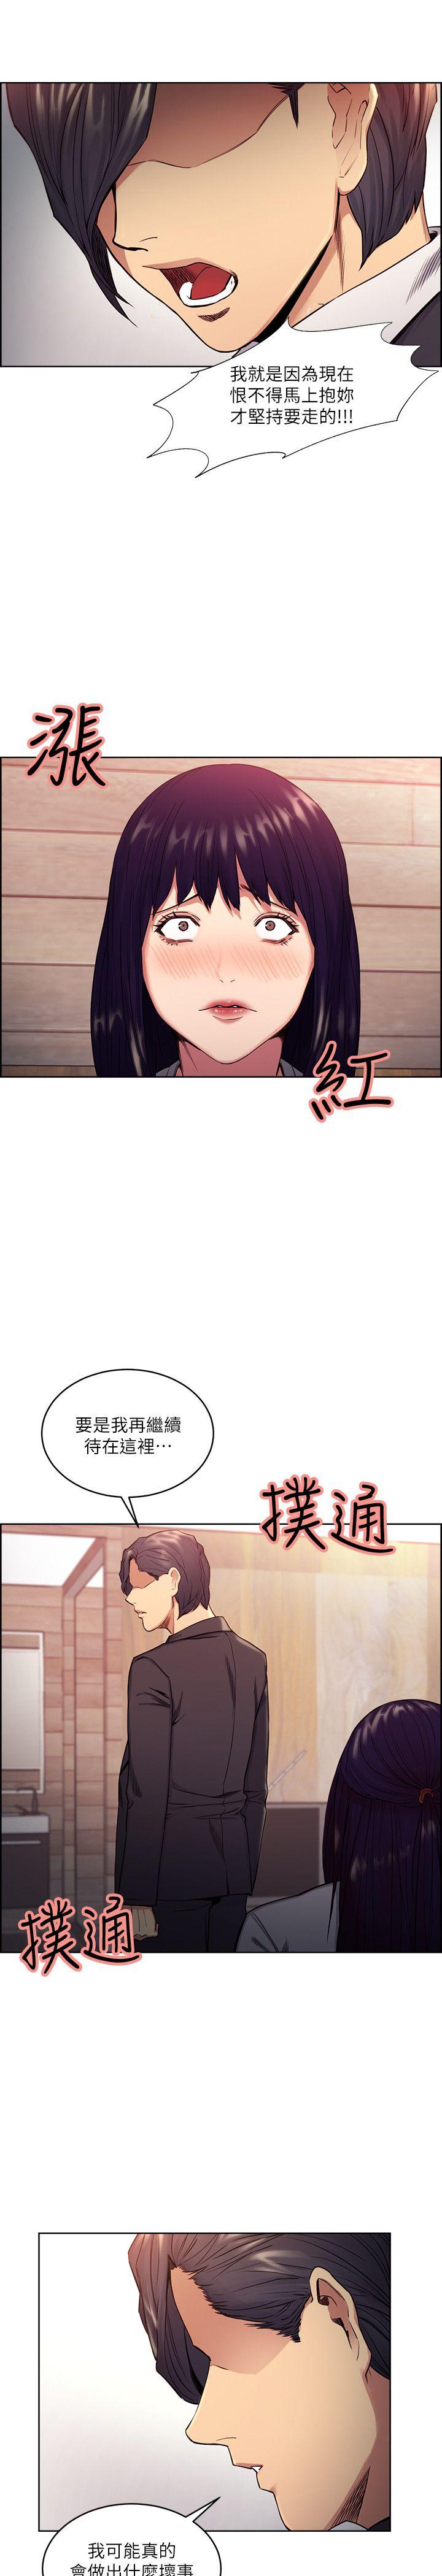 我就是因為現在
恨不得馬上抱妳
才堅持要走的!!!
漲
紅
要是我再繼續
待在這裡…
撲通
撲通
我可能真的
會做出什麼壞事